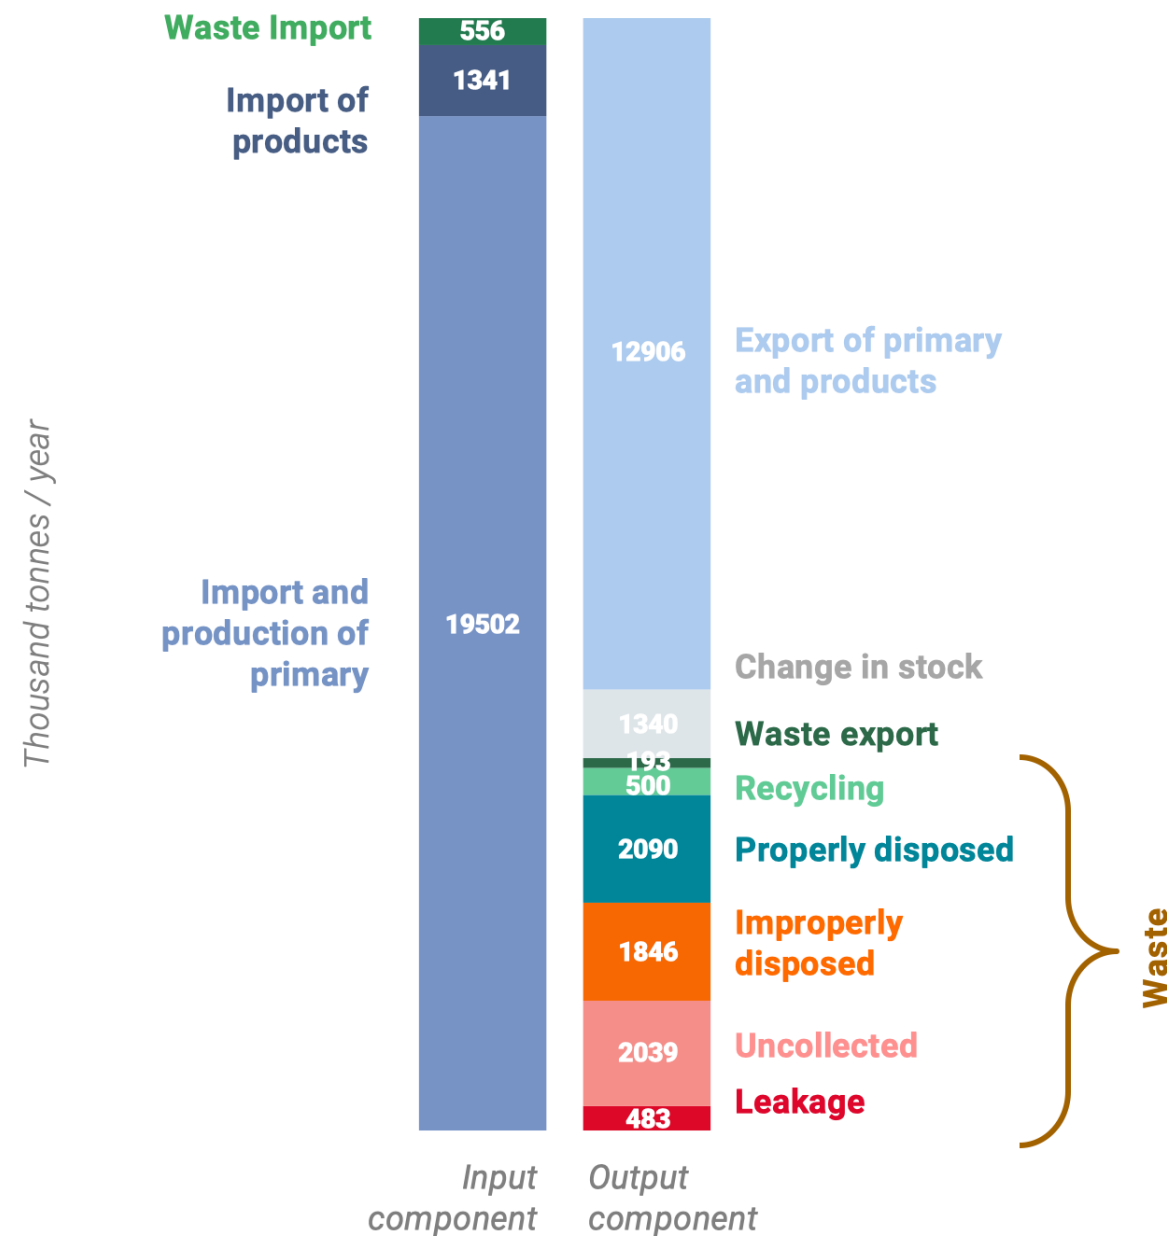 Waste Import
556
1341
Import of
products
12906
Export of primary
and products
Thousand tonnes / year
Import and
production of
primary
19502
Change in stock
1340
Waste export
193
500
Recycling
2090
Properly disposed
Improperly
disposed
1846
Waste
2039
Uncollected
Leakage
483
Input
component
Output
component